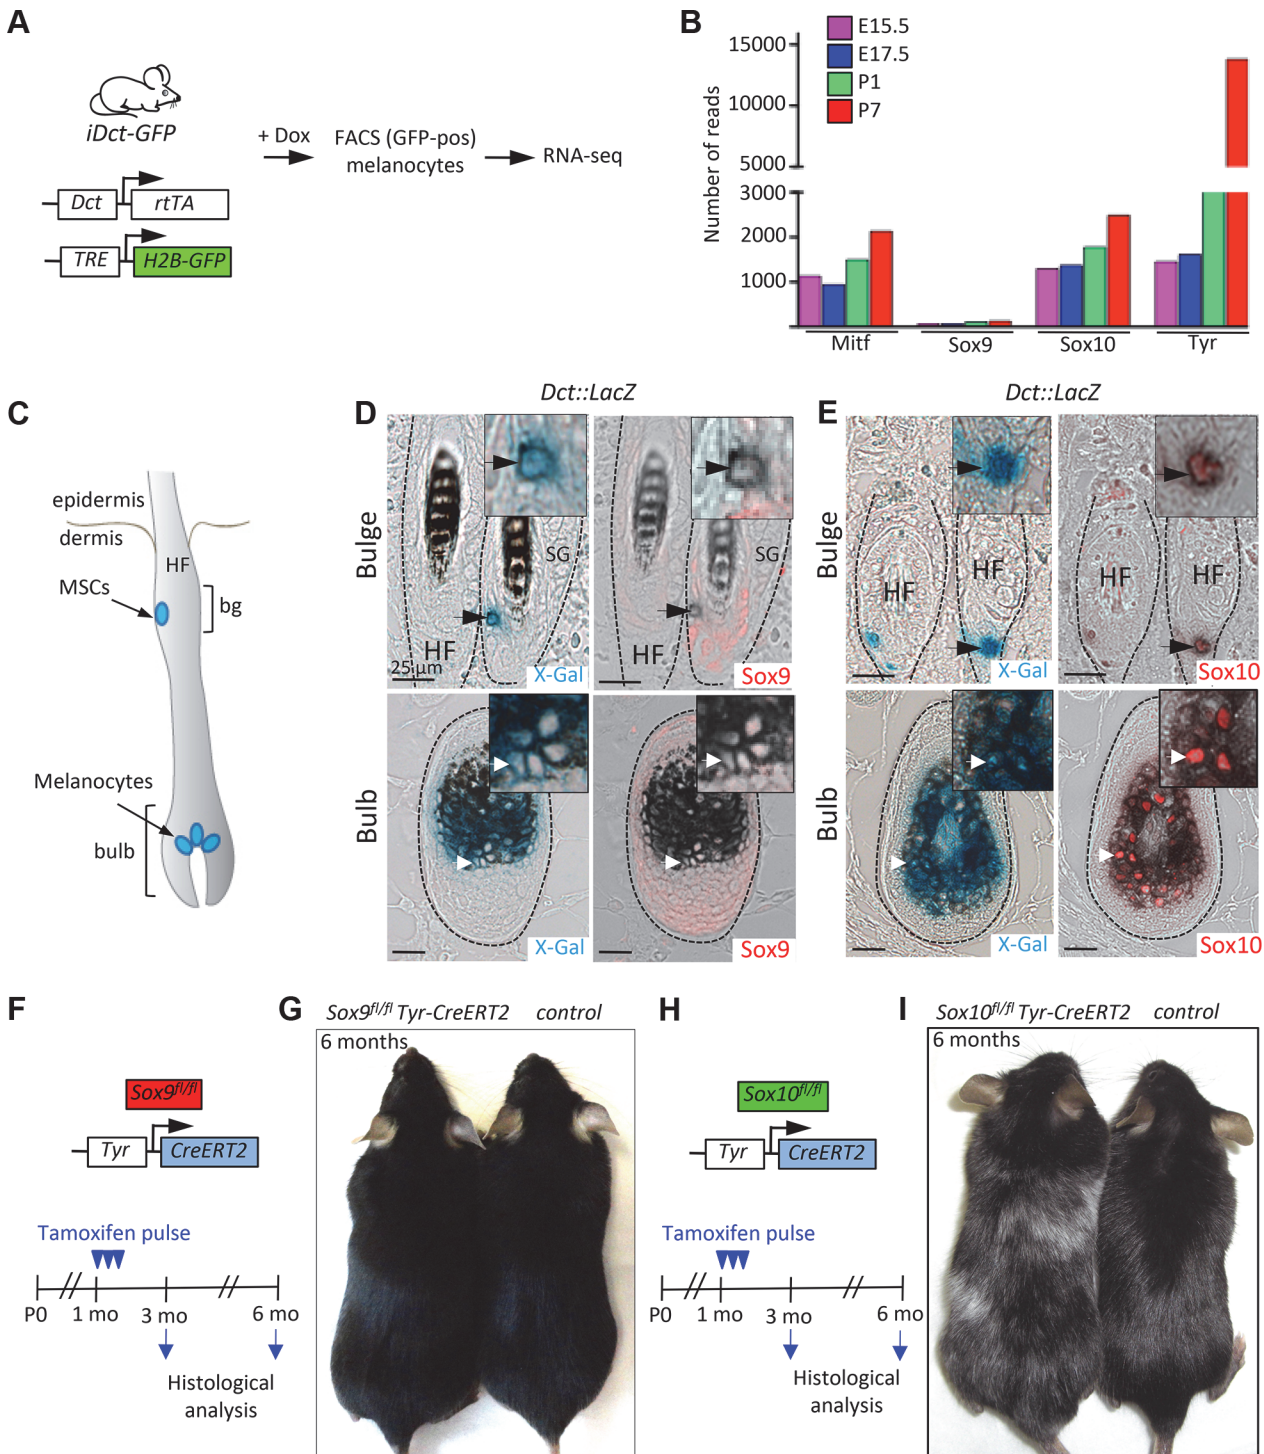 A
iDct-GFP
+ Dox
FACS (GFP-pos)
melanocytes
RNA-seq
Dct
rtTA
TRE
H2B-GFP
B
E15.5
E17.5
P1
P7
Number of reads
15000
10000
5000
3000
2000
1000
Mitf
Sox9
Sox10
Tyr
C
epidermis
dermis
HF
MSCs
bg
Melanocytes
bulb
D
Dct::LacZ
Bulge
SG
HF
25 µm
X-Gal
SG
HF
Sox9
Bulb
X-Gal
Sox9
E
Dct::LacZ
Bulge
HF
HF
X-Gal
HF
HF
Sox10
Bulb
X-Gal
Sox10
F
Sox9fl/fl
Tyr
CreERT2
Tamoxifen pulse
P0
1 mo
3 mo
6 mo
Histological
analysis
G
Sox9fl/fl Tyr-CreERT2
control
6 months
H
Sox10fl/fl
Tyr
CreERT2
Tamoxifen pulse
P0
1 mo
3 mo
6 mo
Histological
analysis
I
Sox10fl/fl Tyr-CreERT2
control
6 months